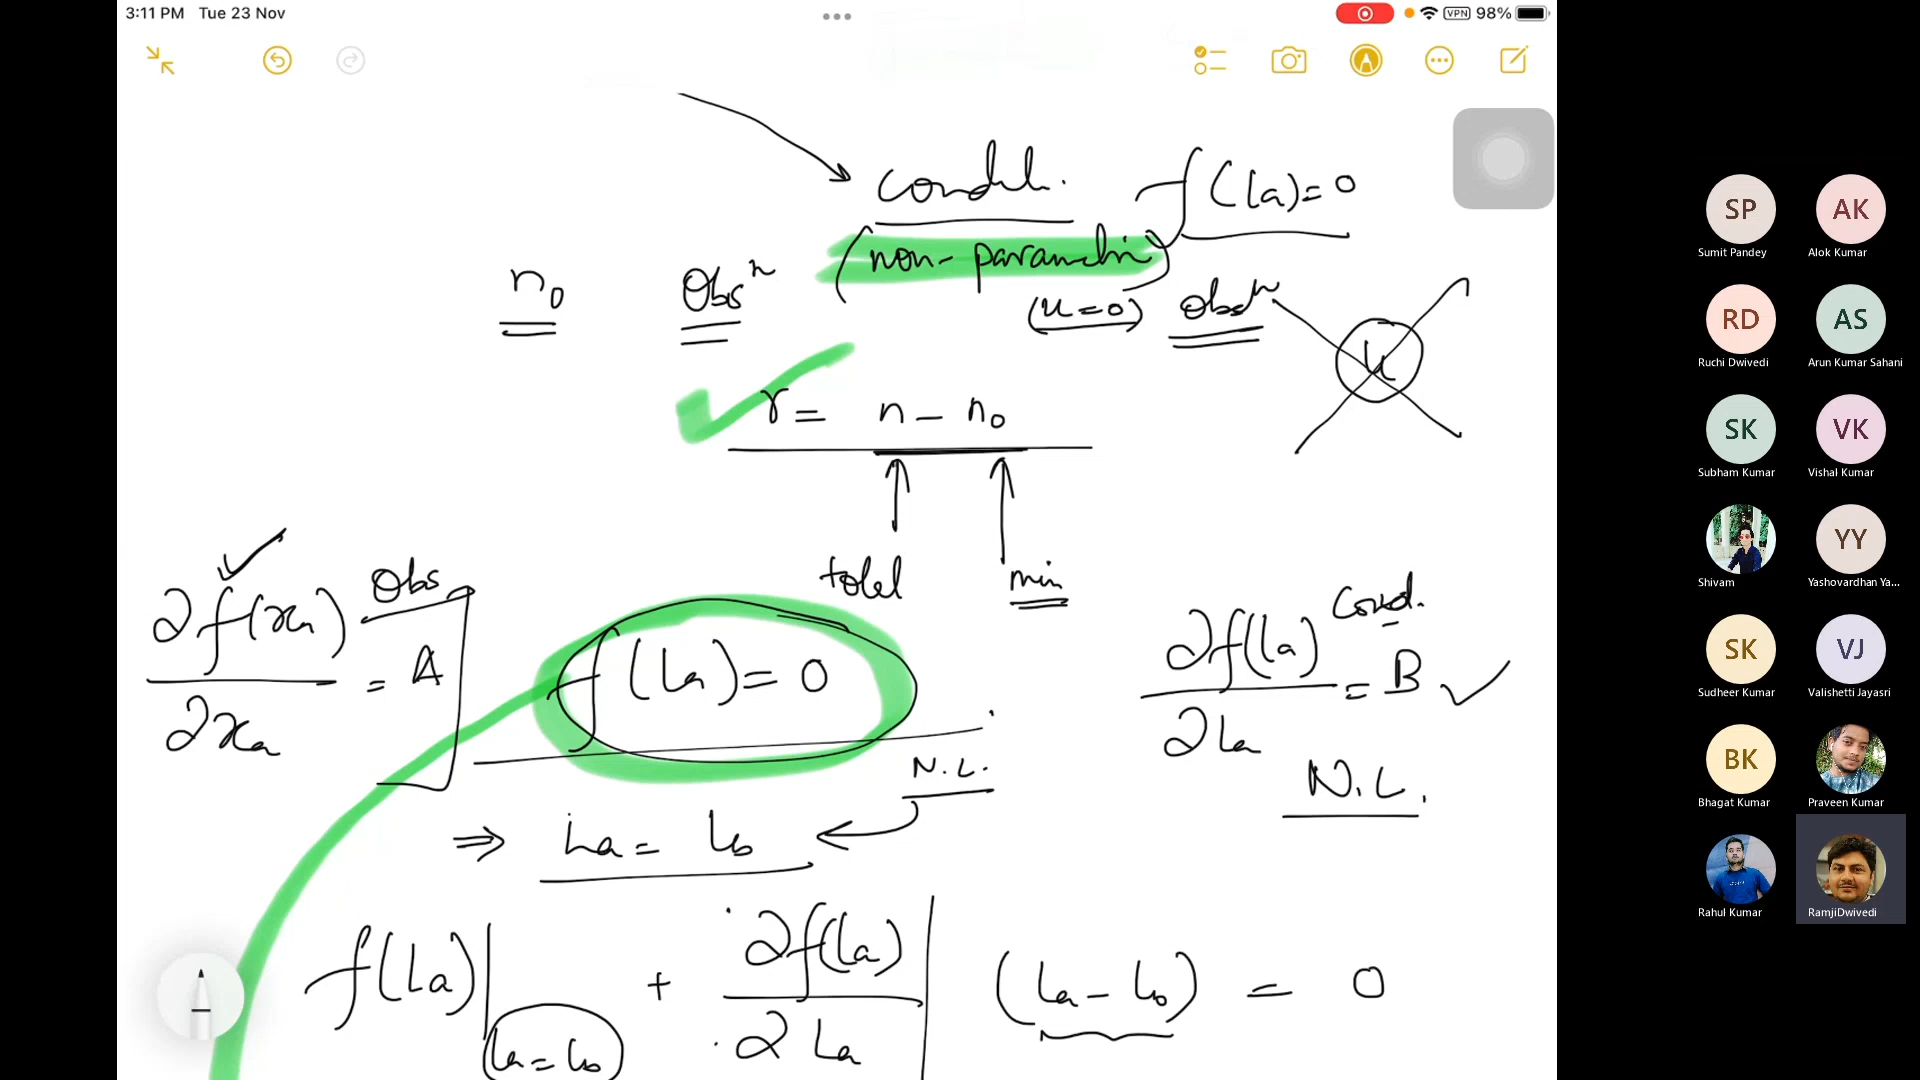 3:11 PM Tue 23 Nov
VPN 98%
f(La)=0
(non-parametric)
(u=0) Obsⁿ
n₀ Obsⁿ
u
r = n - n₀
total min
∂f(xₐ)/∂xₐ = A
Obs
f(La)=0
N.L.
∂f(La)/∂La = B
Cond.
N.L.
⇒ La = Lb
f(La)|La=Lb + ∂f(La)/∂La| (La-Lb) = 0
SP AK
Sumit Pandey Alok Kumar
RD AS
Ruchi Dwivedi Arun Kumar Sahani
SK VK
Subham Kumar Vishal Kumar
YY
Shivam Yashovardhan Ya...
SK VJ
Sudheer Kumar Valishetti Jayasri
BK
Bhagat Kumar Praveen Kumar
Rahul Kumar RamjiDwivedi